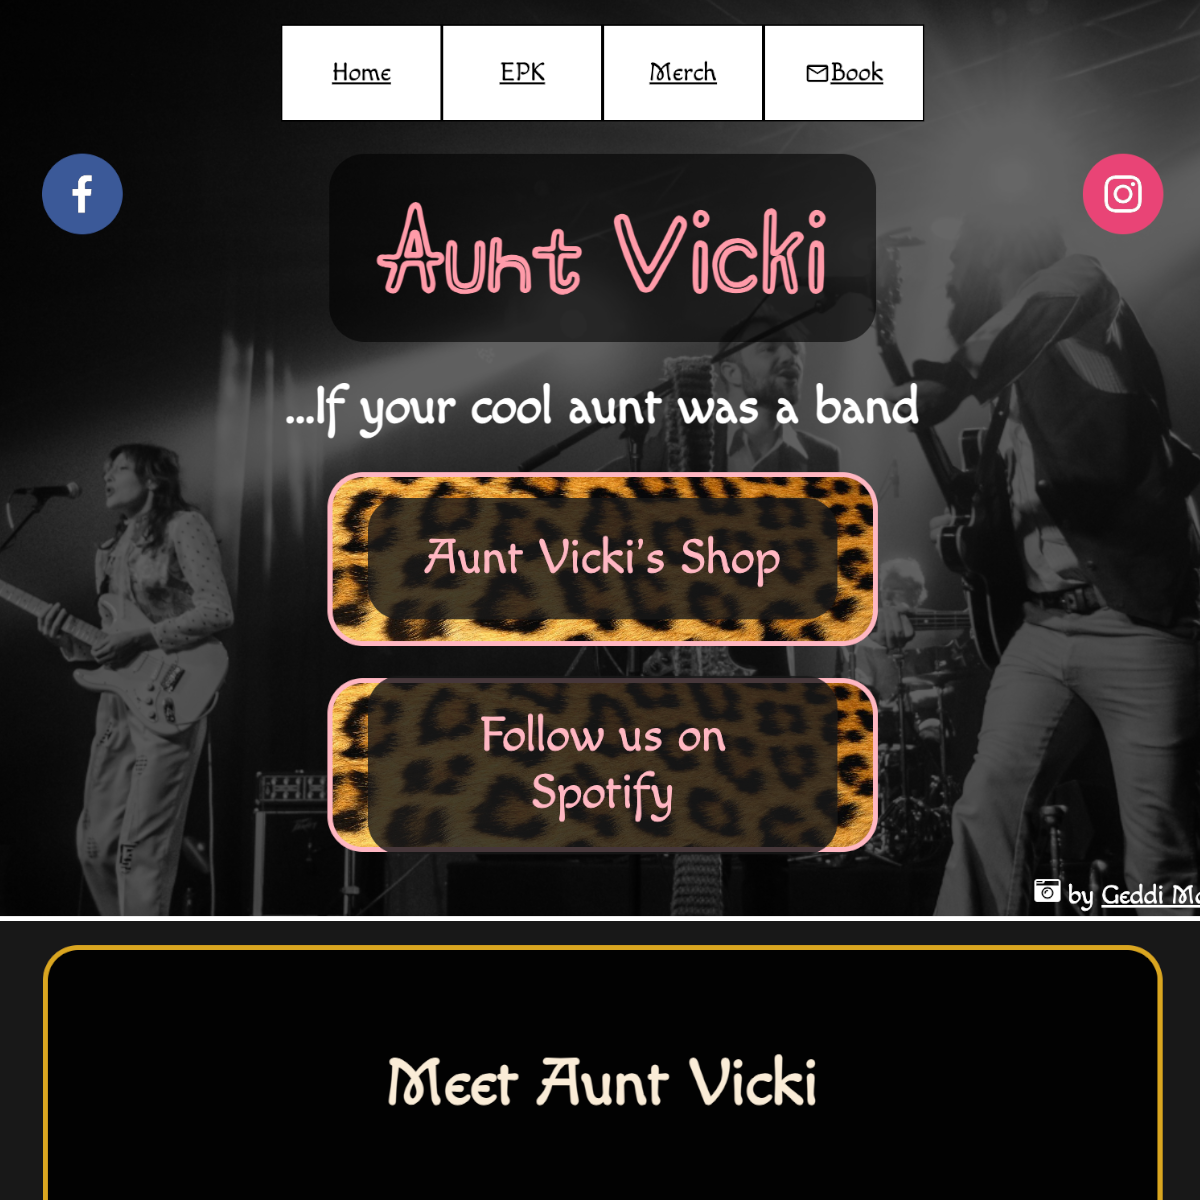 Home
EPK
Merch
Book
Aunt Vicki
...If your cool aunt was a band
Aunt Vicki's Shop
Follow us on
Spotify
by Geddi
Meet Aunt Vicki